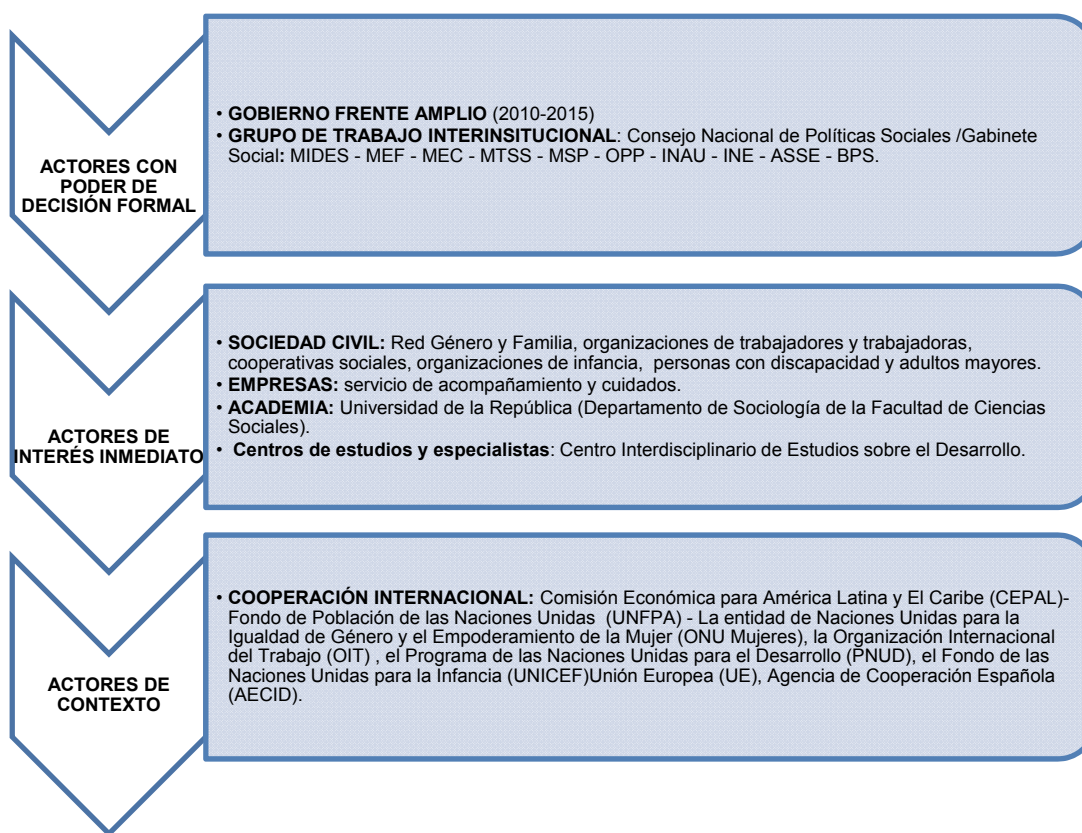 ACTORES CON
PODER DE
DECISIÓN FORMAL
• GOBIERNO FRENTE AMPLIO (2010-2015)
• GRUPO DE TRABAJO INTERINSITUCIONAL: Consejo Nacional de Políticas Sociales /Gabinete
Social: MIDES - MEF - MEC - MTSS - MSP - OPP - INAU - INE - ASSE - BPS.
ACTORES DE
INTERÉS INMEDIATO
• SOCIEDAD CIVIL: Red Género y Familia, organizaciones de trabajadores y trabajadoras,
cooperativas sociales, organizaciones de infancia, personas con discapacidad y adultos mayores.
• EMPRESAS: servicio de acompañamiento y cuidados.
• ACADEMIA: Universidad de la República (Departamento de Sociología de la Facultad de Ciencias
Sociales).
• Centros de estudios y especialistas: Centro Interdisciplinario de Estudios sobre el Desarrollo.
ACTORES DE
CONTEXTO
• COOPERACIÓN INTERNACIONAL: Comisión Económica para América Latina y El Caribe (CEPAL)-
Fondo de Población de las Naciones Unidas (UNFPA) - La entidad de Naciones Unidas para la
Igualdad de Género y el Empoderamiento de la Mujer (ONU Mujeres), la Organización Internacional
del Trabajo (OIT) , el Programa de las Naciones Unidas para el Desarrollo (PNUD), el Fondo de las
Naciones Unidas para la Infancia (UNICEF)Unión Europea (UE), Agencia de Cooperación Española
(AECID).